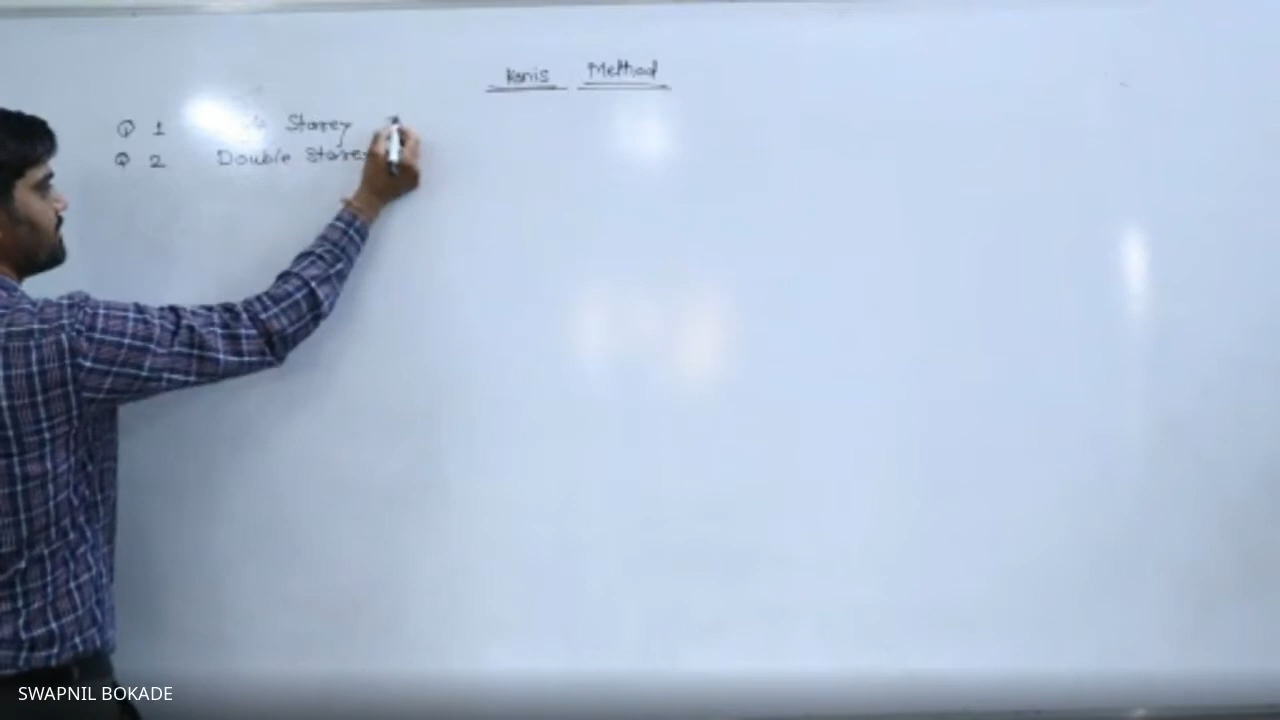 Kanis Method
Q 1 Storey
Q 2 Double Storey
SWAPNIL BOKADE